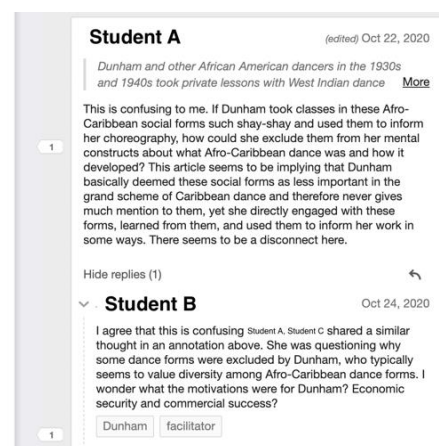 Student A
(edited) Oct 22, 2020
Dunham and other African American dancers in the 1930s
and 1940s took private lessons with West Indian dance More
This is confusing to me. If Dunham took classes in these Afro-
Caribbean social forms such shay-shay and used them to inform
her choreography, how could she exclude them from her mental
constructs about what Afro-Caribbean dance was and how it
developed? This article seems to be implying that Dunham
basically deemed these social forms as less important in the
grand scheme of Caribbean dance and therefore never gives
much mention to them, yet she directly engaged with these
forms, learned from them, and used them to inform her work in
some ways. There seems to be a disconnect here.
1
Hide replies (1)
Student B
Oct 24, 2020
I agree that this is confusing Student A. Student C shared a similar
thought in an annotation above. She was questioning why
some dance forms were excluded by Dunham, who typically
seems to value diversity among Afro-Caribbean dance forms. I
wonder what the motivations were for Dunham? Economic
security and commercial success?
Dunham facilitator
1